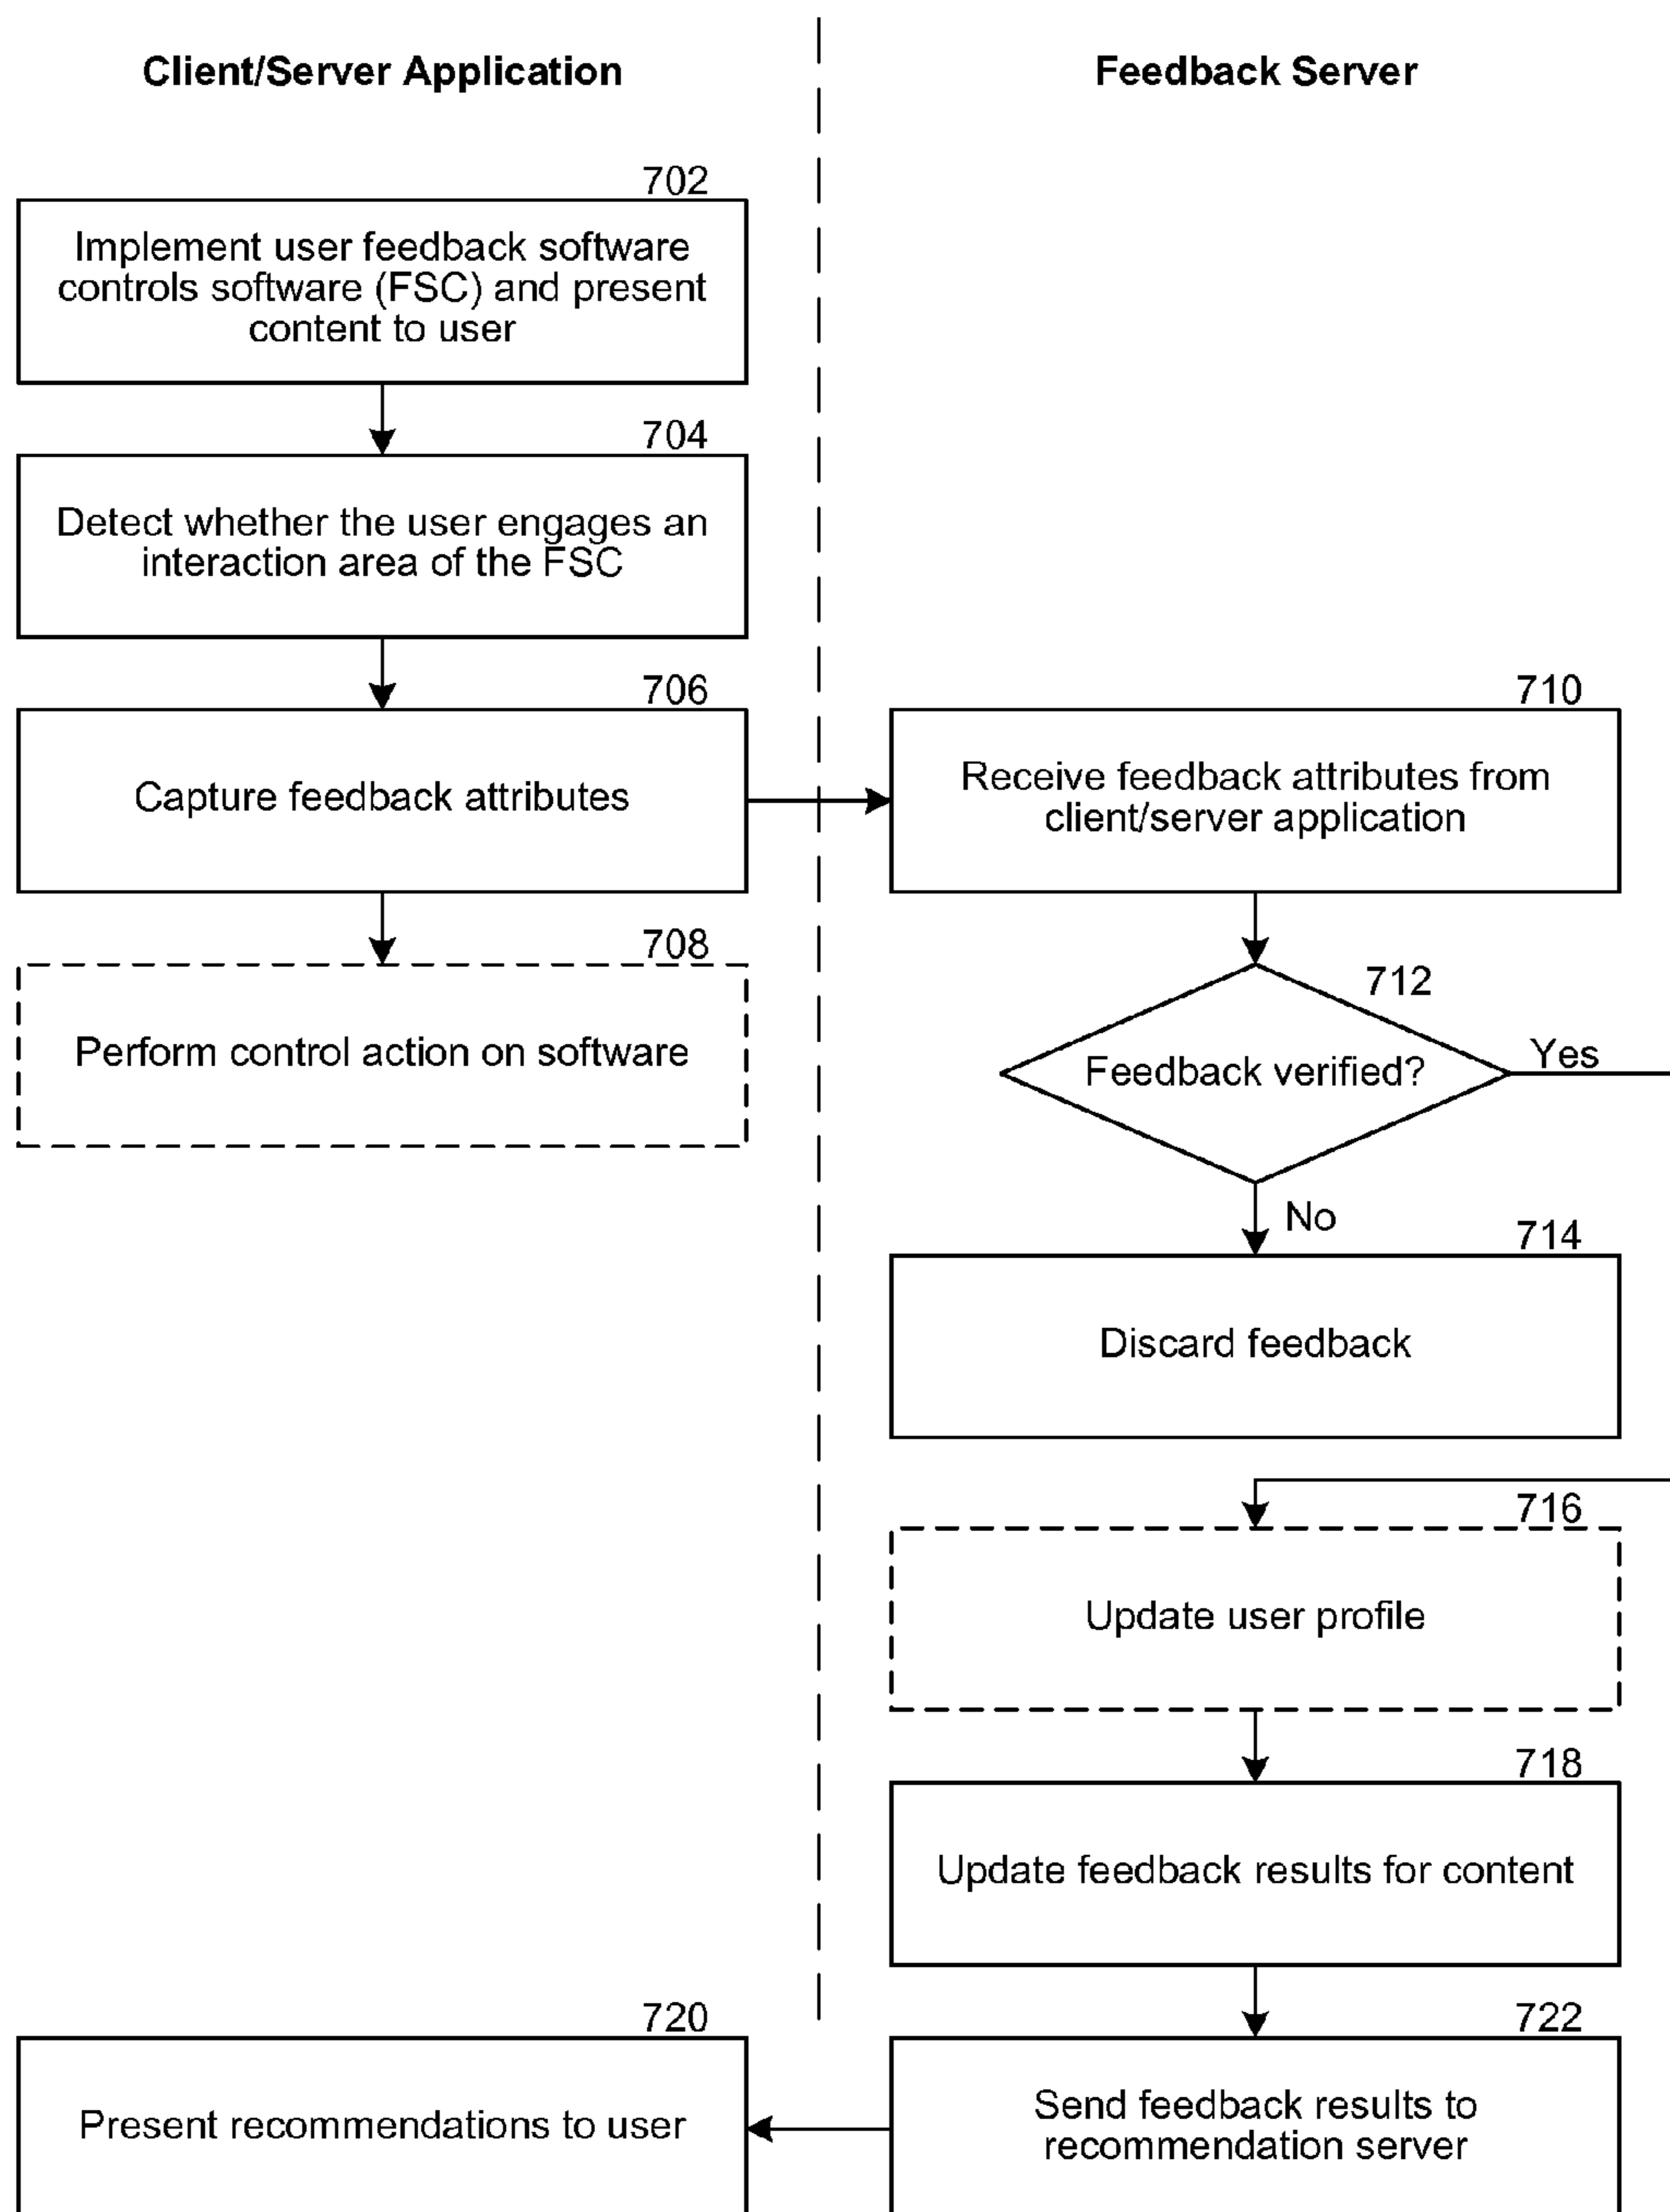 Client/Server Application
Feedback Server
702
Implement user feedback software
controls software (FSC) and present
content to user
704
Detect whether the user engages an
interaction area of the FSC
706
Capture feedback attributes
710
Receive feedback attributes from
client/server application
708
Perform control action on software
712
Feedback verified?
Yes
No
714
Discard feedback
716
Update user profile
718
Update feedback results for content
720
Present recommendations to user
722
Send feedback results to
recommendation server